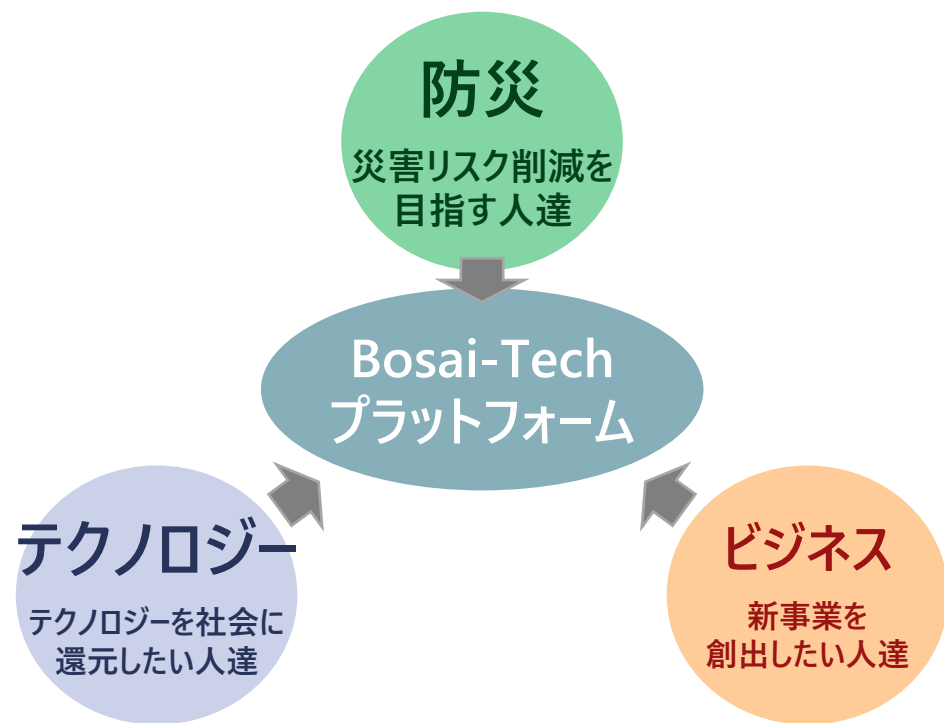 防災
災害リスク削減を
目指す人達
Bosai-Tech
プラットフォーム
テクノロジー
テクノロジーを社会に
還元したい人達
ビジネス
新事業を
創出したい人達